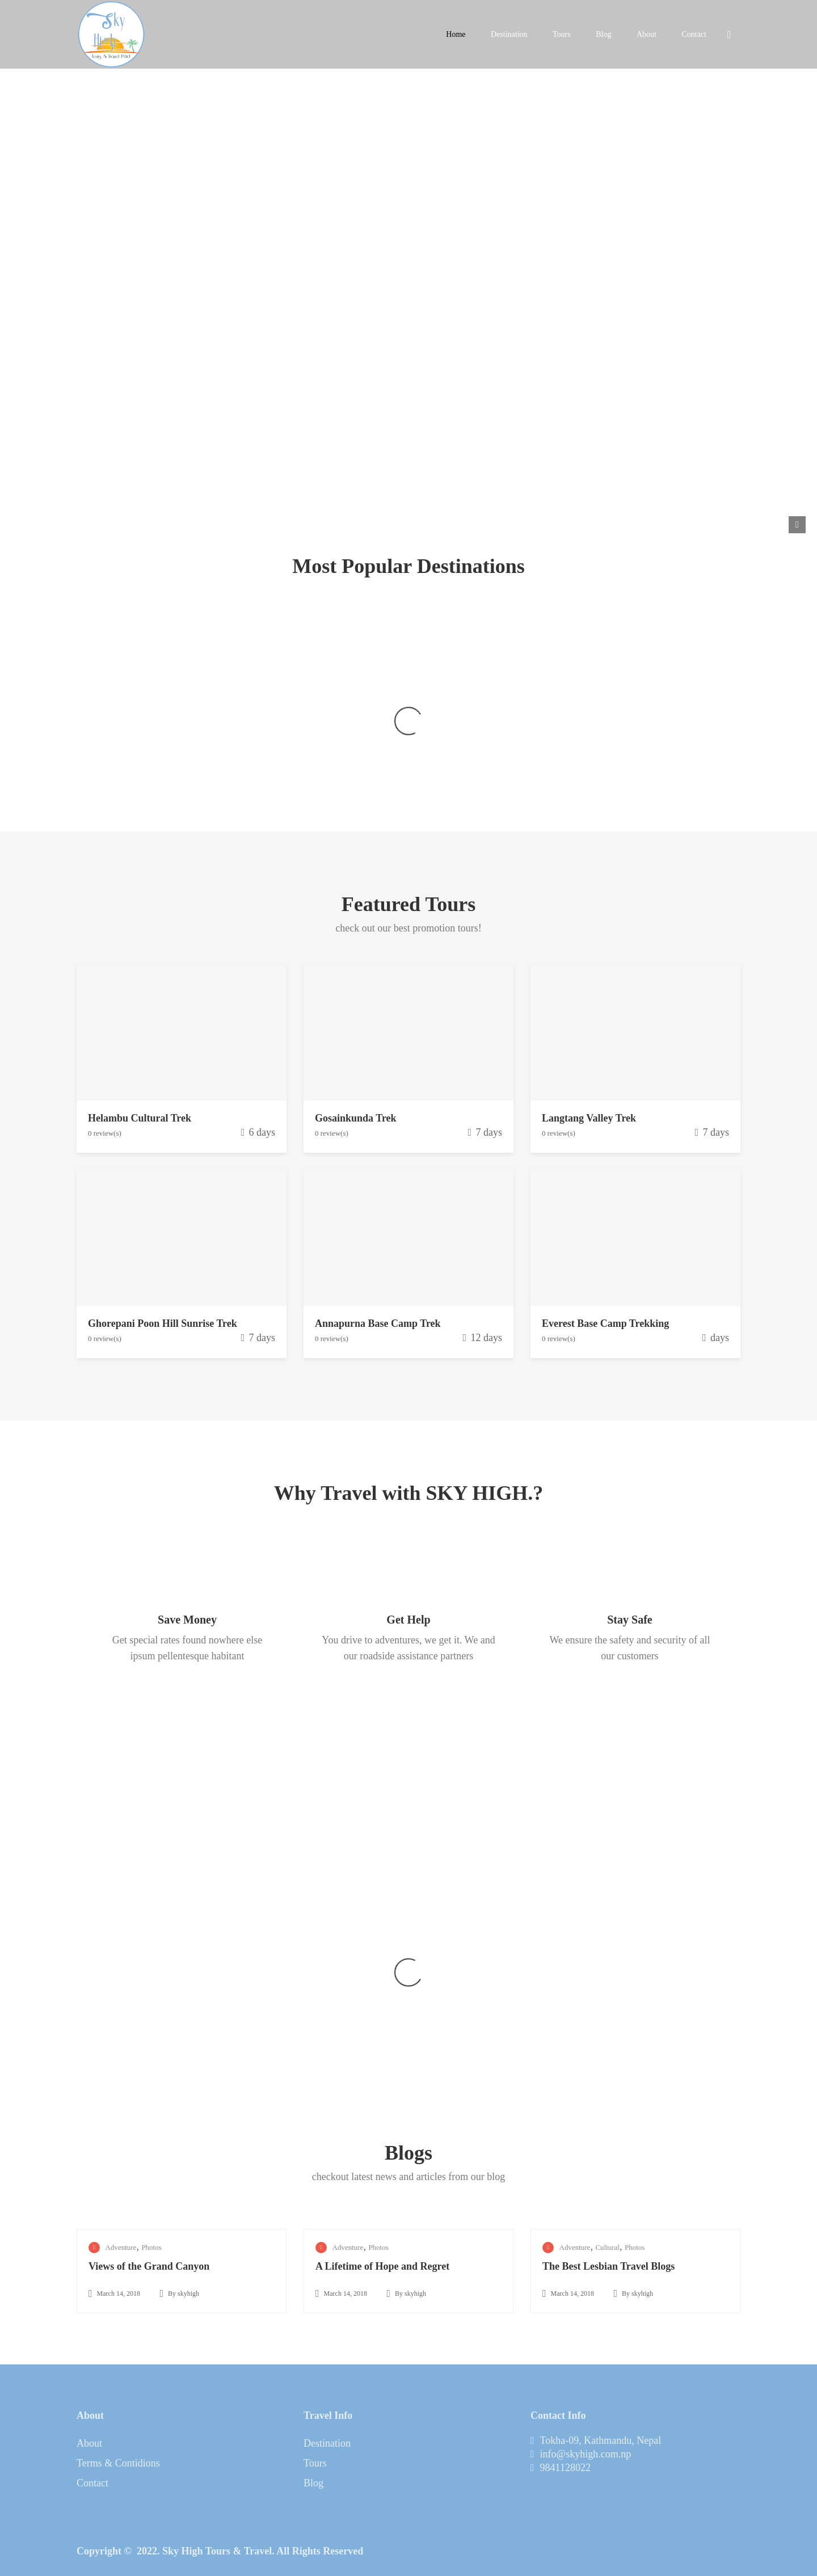 Sky
High
Home Destination Tours Blog About Contact
Most Popular Destinations
Featured Tours
check out our best promotion tours!
Helambu Cultural Trek
0 review(s) 6 days
Gosainkunda Trek
0 review(s) 7 days
Langtang Valley Trek
0 review(s) 7 days
Ghorepani Poon Hill Sunrise Trek
0 review(s) 7 days
Annapurna Base Camp Trek
0 review(s) 12 days
Everest Base Camp Trekking
0 review(s) days
Why Travel with SKY HIGH.?
Save Money
Get special rates found nowhere else
ipsum pellentesque habitant
Get Help
You drive to adventures, we get it. We and
our roadside assistance partners
Stay Safe
We ensure the safety and security of all
our customers
Blogs
checkout latest news and articles from our blog
Adventure, Photos
Views of the Grand Canyon
March 14, 2018 By skyhigh
Adventure, Photos
A Lifetime of Hope and Regret
March 14, 2018 By skyhigh
Adventure, Cultural, Photos
The Best Lesbian Travel Blogs
March 14, 2018 By skyhigh
About
About
Terms & Contidions
Contact
Travel Info
Destination
Tours
Blog
Contact Info
Tokha-09, Kathmandu, Nepal
info@skyhigh.com.np
9841128022
Copyright © 2022. Sky High Tours & Travel. All Rights Reserved